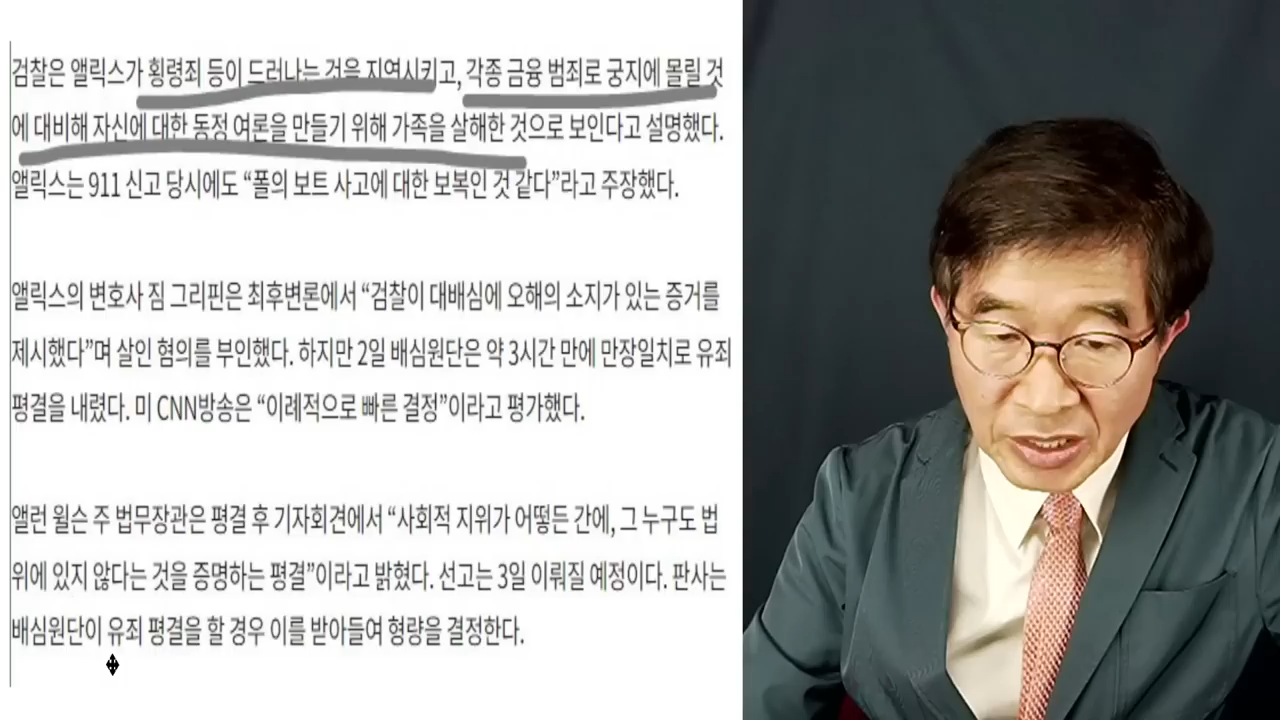 검찰은 앨릭스가 횡령죄 등이 드러나는 것을 지연시키고, 각종 금융 범죄로 궁지에 몰릴 것
에 대비해 자신에 대한 동정 여론을 만들기 위해 가족을 살해한 것으로 보인다고 설명했다.
앨릭스는 911 신고 당시에도 “폴의 보트 사고에 대한 보복인 것 같다”라고 주장했다.
앨릭스의 변호사 짐 그리핀은 최후변론에서 “검찰이 대배심에 오해의 소지가 있는 증거를
제시했다”며 살인 혐의를 부인했다. 하지만 2일 배심원단은 약 3시간 만에 만장일치로 유죄
평결을 내렸다. 미 CNN방송은 “이례적으로 빠른 결정”이라고 평가했다.
앨런 윌슨 주 법무장관은 평결 후 기자회견에서 “사회적 지위가 어떻든 간에, 그 누구도 법
위에 있지 않다는 것을 증명하는 평결”이라고 밝혔다. 선고는 3일 이뤄질 예정이다. 판사는
배심원단이 유죄 평결을 할 경우 이를 받아들여 형량을 결정한다.